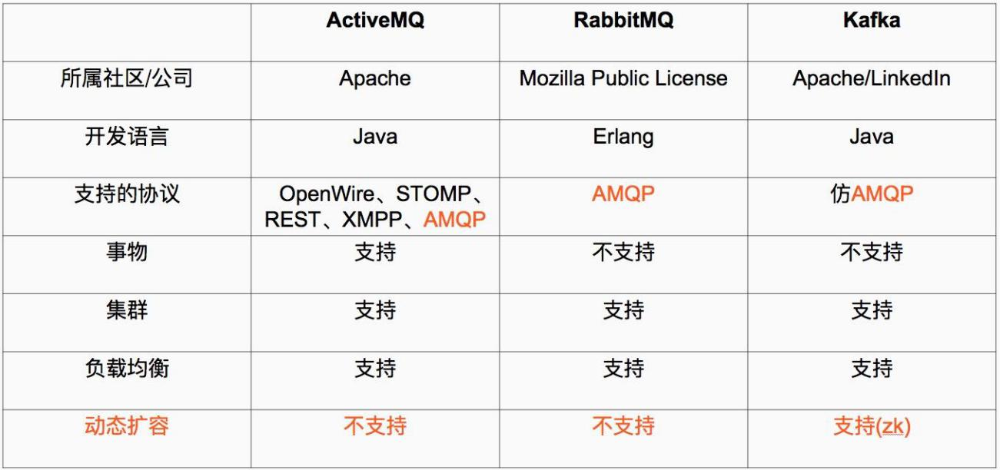 ActiveMQ RabbitMQ Kafka
所属社区/公司 Apache Mozilla Public License Apache/LinkedIn
开发语言 Java Erlang Java
支持的协议 OpenWire、STOMP、 AMQP 仿AMQP
REST、XMPP、AMQP
事物 支持 不支持 不支持
集群 支持 支持 支持
负载均衡 支持 支持 支持
动态扩容 不支持 不支持 支持(zk)